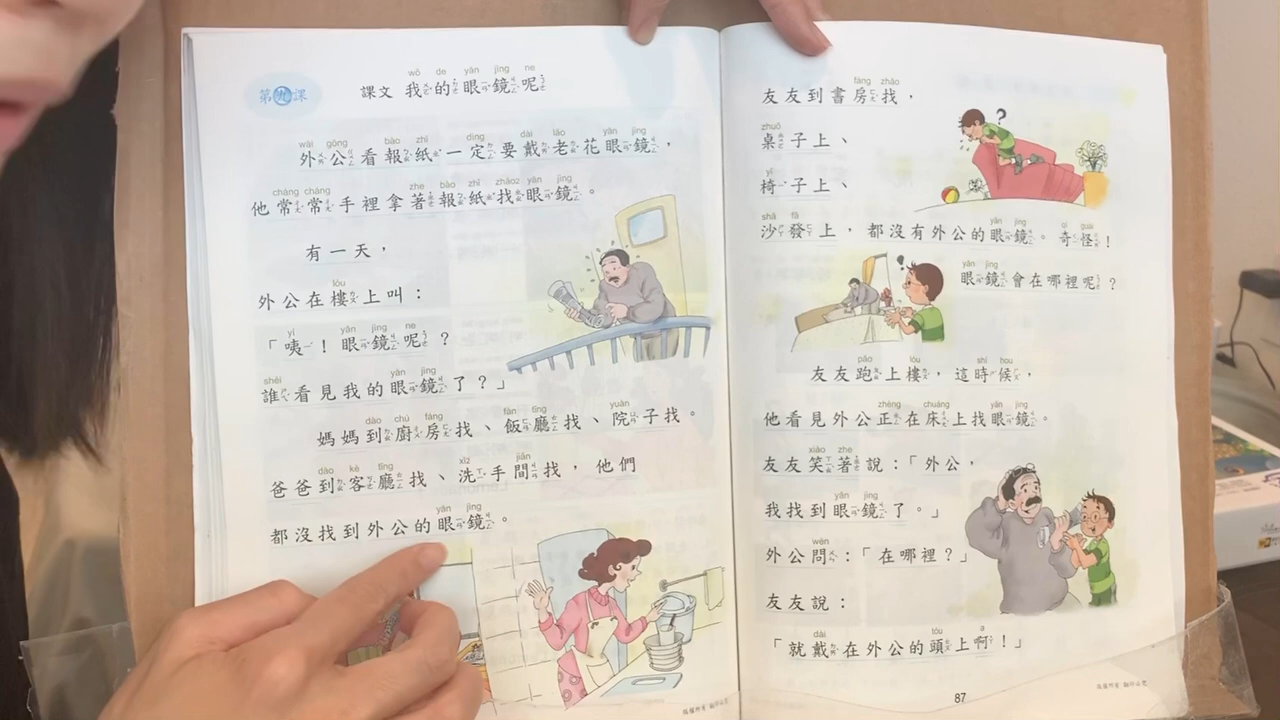 第九課
課文 我的眼鏡呢
外公看報紙一定要戴老花眼鏡，
他常常手裡拿著報紙找眼鏡。
有一天，
外公在樓上叫：
「咦！眼鏡呢？
誰看見我的眼鏡了？」
媽媽到廚房找、飯廳找、院子找。
爸爸到客廳找、洗手間找，他們
都沒找到外公的眼鏡。
友友到書房找，
桌子上、
椅子上、
沙發上，都沒有外公的眼鏡。奇怪！
眼鏡會在哪裡呢？
友友跑上樓，這時候，
他看見外公正在床上找眼鏡。
友友笑著說：「外公，
我找到眼鏡了。」
外公問：「在哪裡？」
友友說：
「就戴在外公的頭上啊！」
87